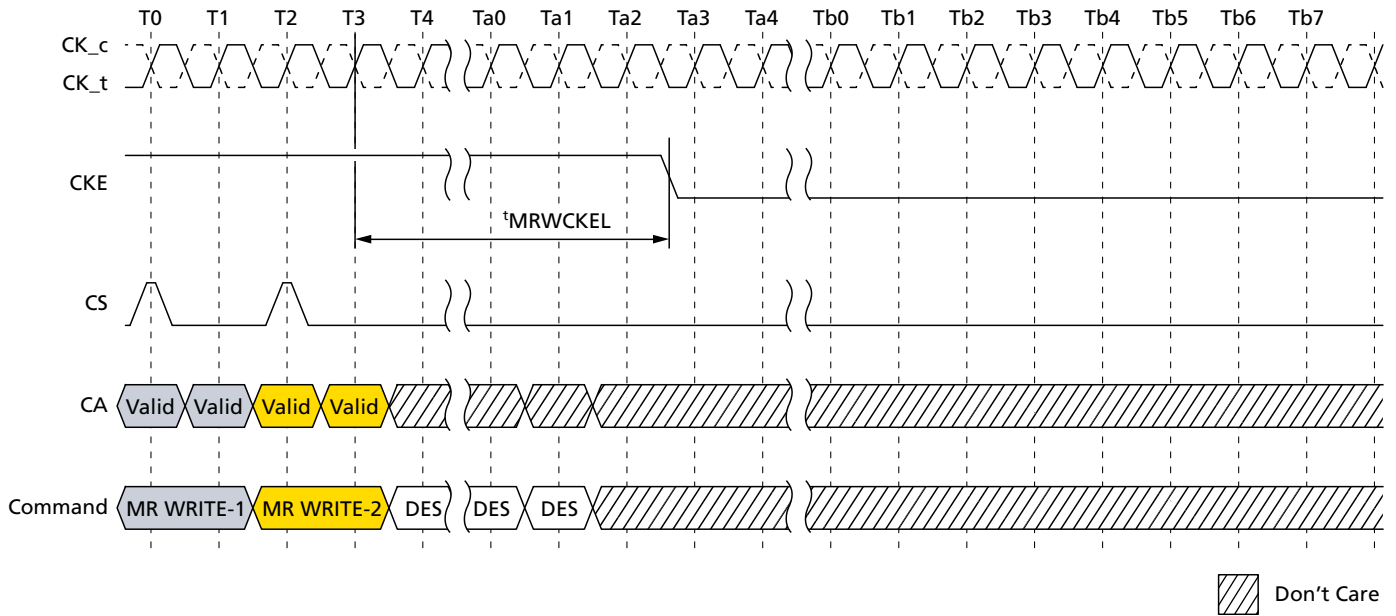 T0 T1 T2 T3 T4 Ta0 Ta1 Ta2 Ta3 Ta4 Tb0 Tb1 Tb2 Tb3 Tb4 Tb5 Tb6 Tb7
CK_c
CK_t
CKE
tMRWCKEL
CS
CA Valid Valid Valid Valid
Command MR WRITE-1 MR WRITE-2 DES DES DES
Don't Care